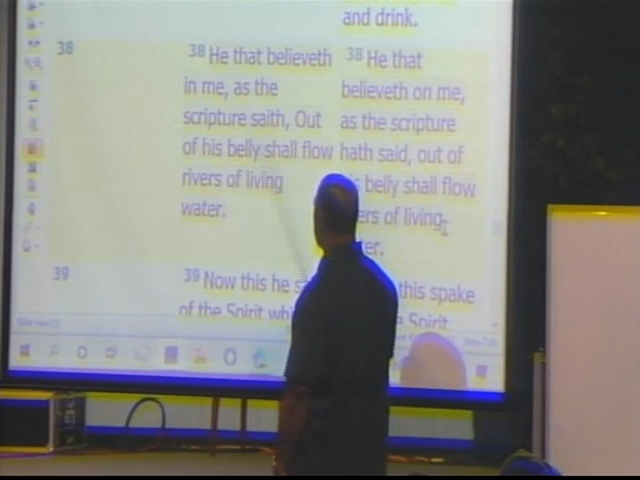 and drink.
38
38 He that believeth
in me, as the
scripture saith, Out
of his belly shall flow
rivers of living
water.
38 He that
believeth on me,
as the scripture
hath said, out of
belly shall flow
of living
39
39 Now this he
of the Spirit
this spake
Spirit